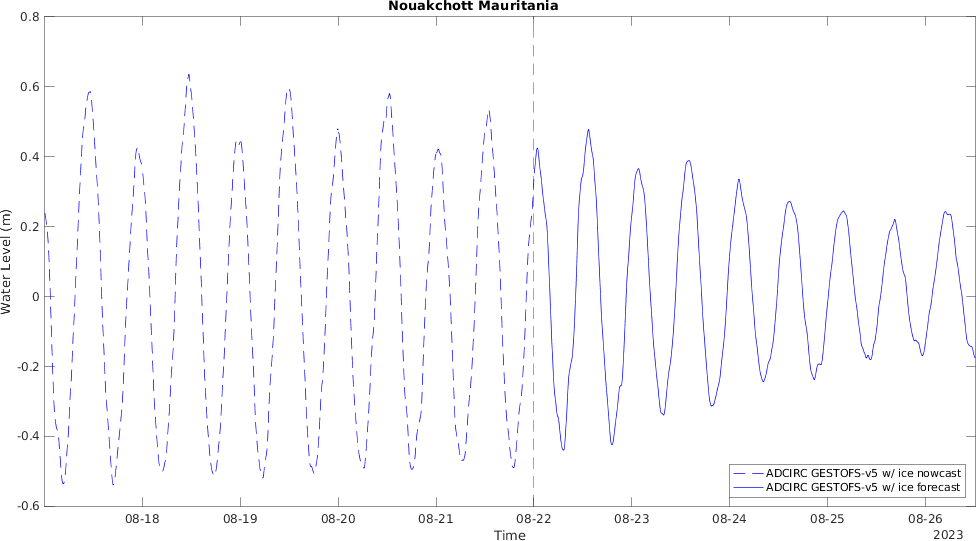 Nouakchott Mauritania
0.8
0.6
0.4
0.2
0
-0.2
-0.4
-0.6
Water Level (m)
ADCIRC GESTOFS-v5 w/ ice nowcast
ADCIRC GESTOFS-v5 w/ ice forecast
08-18 08-19 08-20 08-21 08-22 08-23 08-24 08-25 08-26
Time
2023